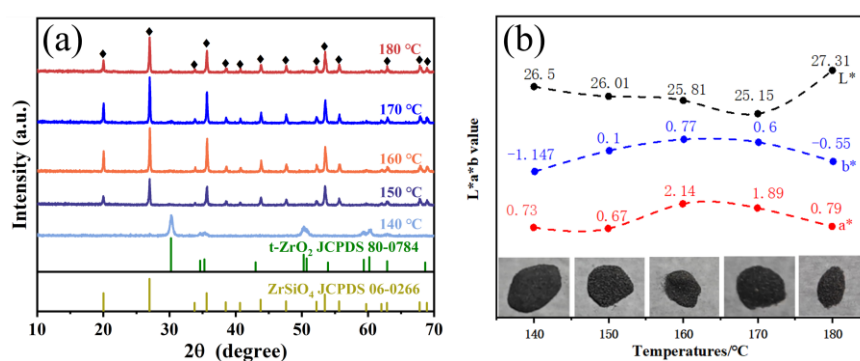 (a)
180 ℃
170 ℃
160 ℃
150 ℃
140 ℃
t-ZrO₂ JCPDS 80-0784
ZrSiO₄ JCPDS 06-0266
Intensity (a.u.)
10 20 30 40 50 60 70
2θ (degree)
(b)
26.5 26.01 25.81 25.15 27.31
L*
-1.147 0.1 0.77 0.6 -0.55
b*
0.73 0.67 2.14 1.89 0.79
a*
L*a*b value
140 150 160 170 180
Temperatures/℃